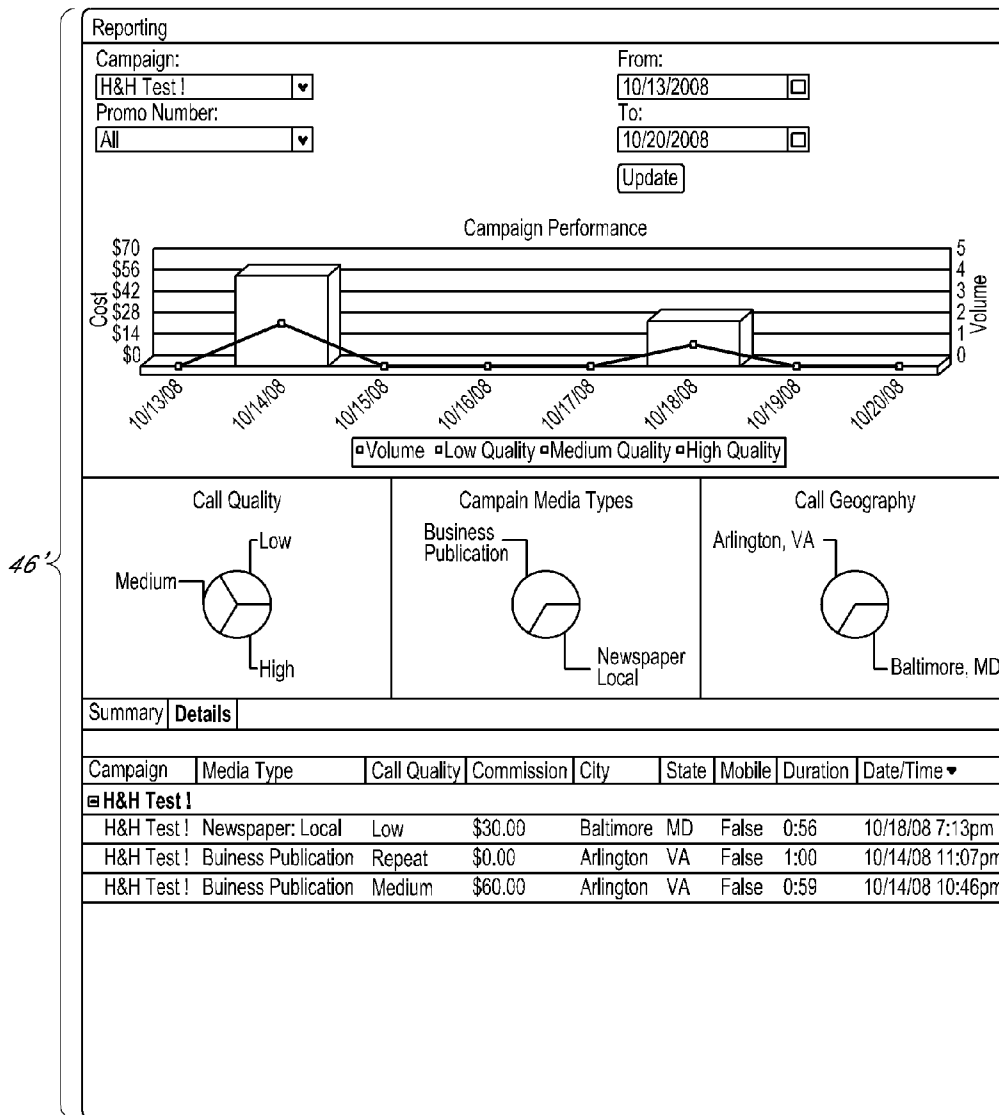 Reporting
Campaign:
H&H Test !
Promo Number:
All
From:
10/13/2008
To:
10/20/2008
Update
Campaign Performance
Cost
$70
$56
$42
$28
$14
$0
5
4
3
2
1
0
Volume
10/13/08
10/14/08
10/15/08
10/16/08
10/17/08
10/18/08
10/19/08
10/20/08
Volume Low Quality Medium Quality High Quality
46'
Call Quality
Low
Medium
High
Campain Media Types
Business
Publication
Newspaper
Local
Call Geography
Arlington, VA
Baltimore, MD
Summary Details
Campaign Media Type Call Quality Commission City State Mobile Duration Date/Time
H&H Test !
H&H Test ! Newspaper: Local Low $30.00 Baltimore MD False 0:56 10/18/08 7:13pm
H&H Test ! Buiness Publication Repeat $0.00 Arlington VA False 1:00 10/14/08 11:07pm
H&H Test ! Buiness Publication Medium $60.00 Arlington VA False 0:59 10/14/08 10:46pm